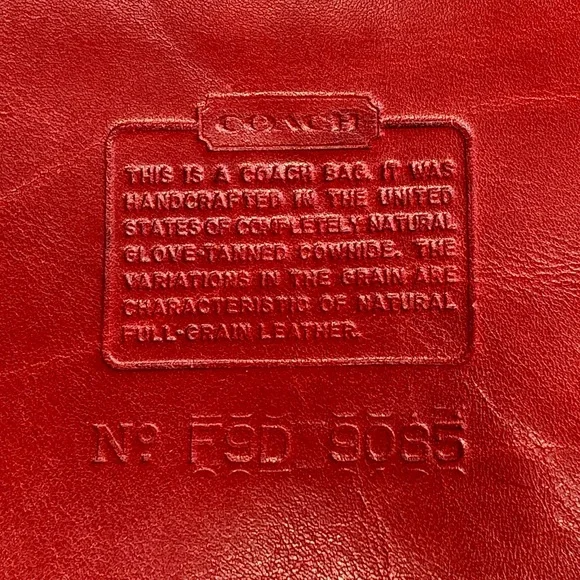 COACH
THIS IS A COACH BAG. IT WAS
HANDCRAFTED IN THE UNITED
STATES OF COMPLETELY NATURAL
GLOVE-TANNED COWHIDE. THE
VARIATIONS IN THE GRAIN ARE
CHARACTERISTIC OF NATURAL
FULL-GRAIN LEATHER.
Nº F9D 9085